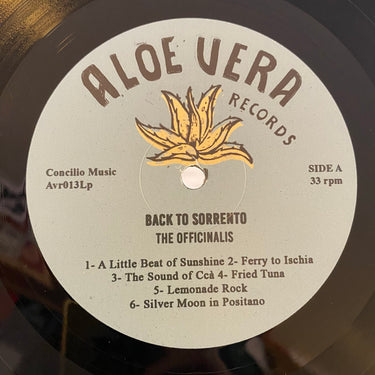 ALOE VERA
RECORDS
Concilio Music
Avr013Lp
SIDE A
33 rpm
BACK TO SORRENTO
THE OFFICINALIS
1- A Little Beat of Sunshine 2- Ferry to Ischia
3- The Sound of Ccà 4- Fried Tuna
5- Lemonade Rock
6- Silver Moon in Positano